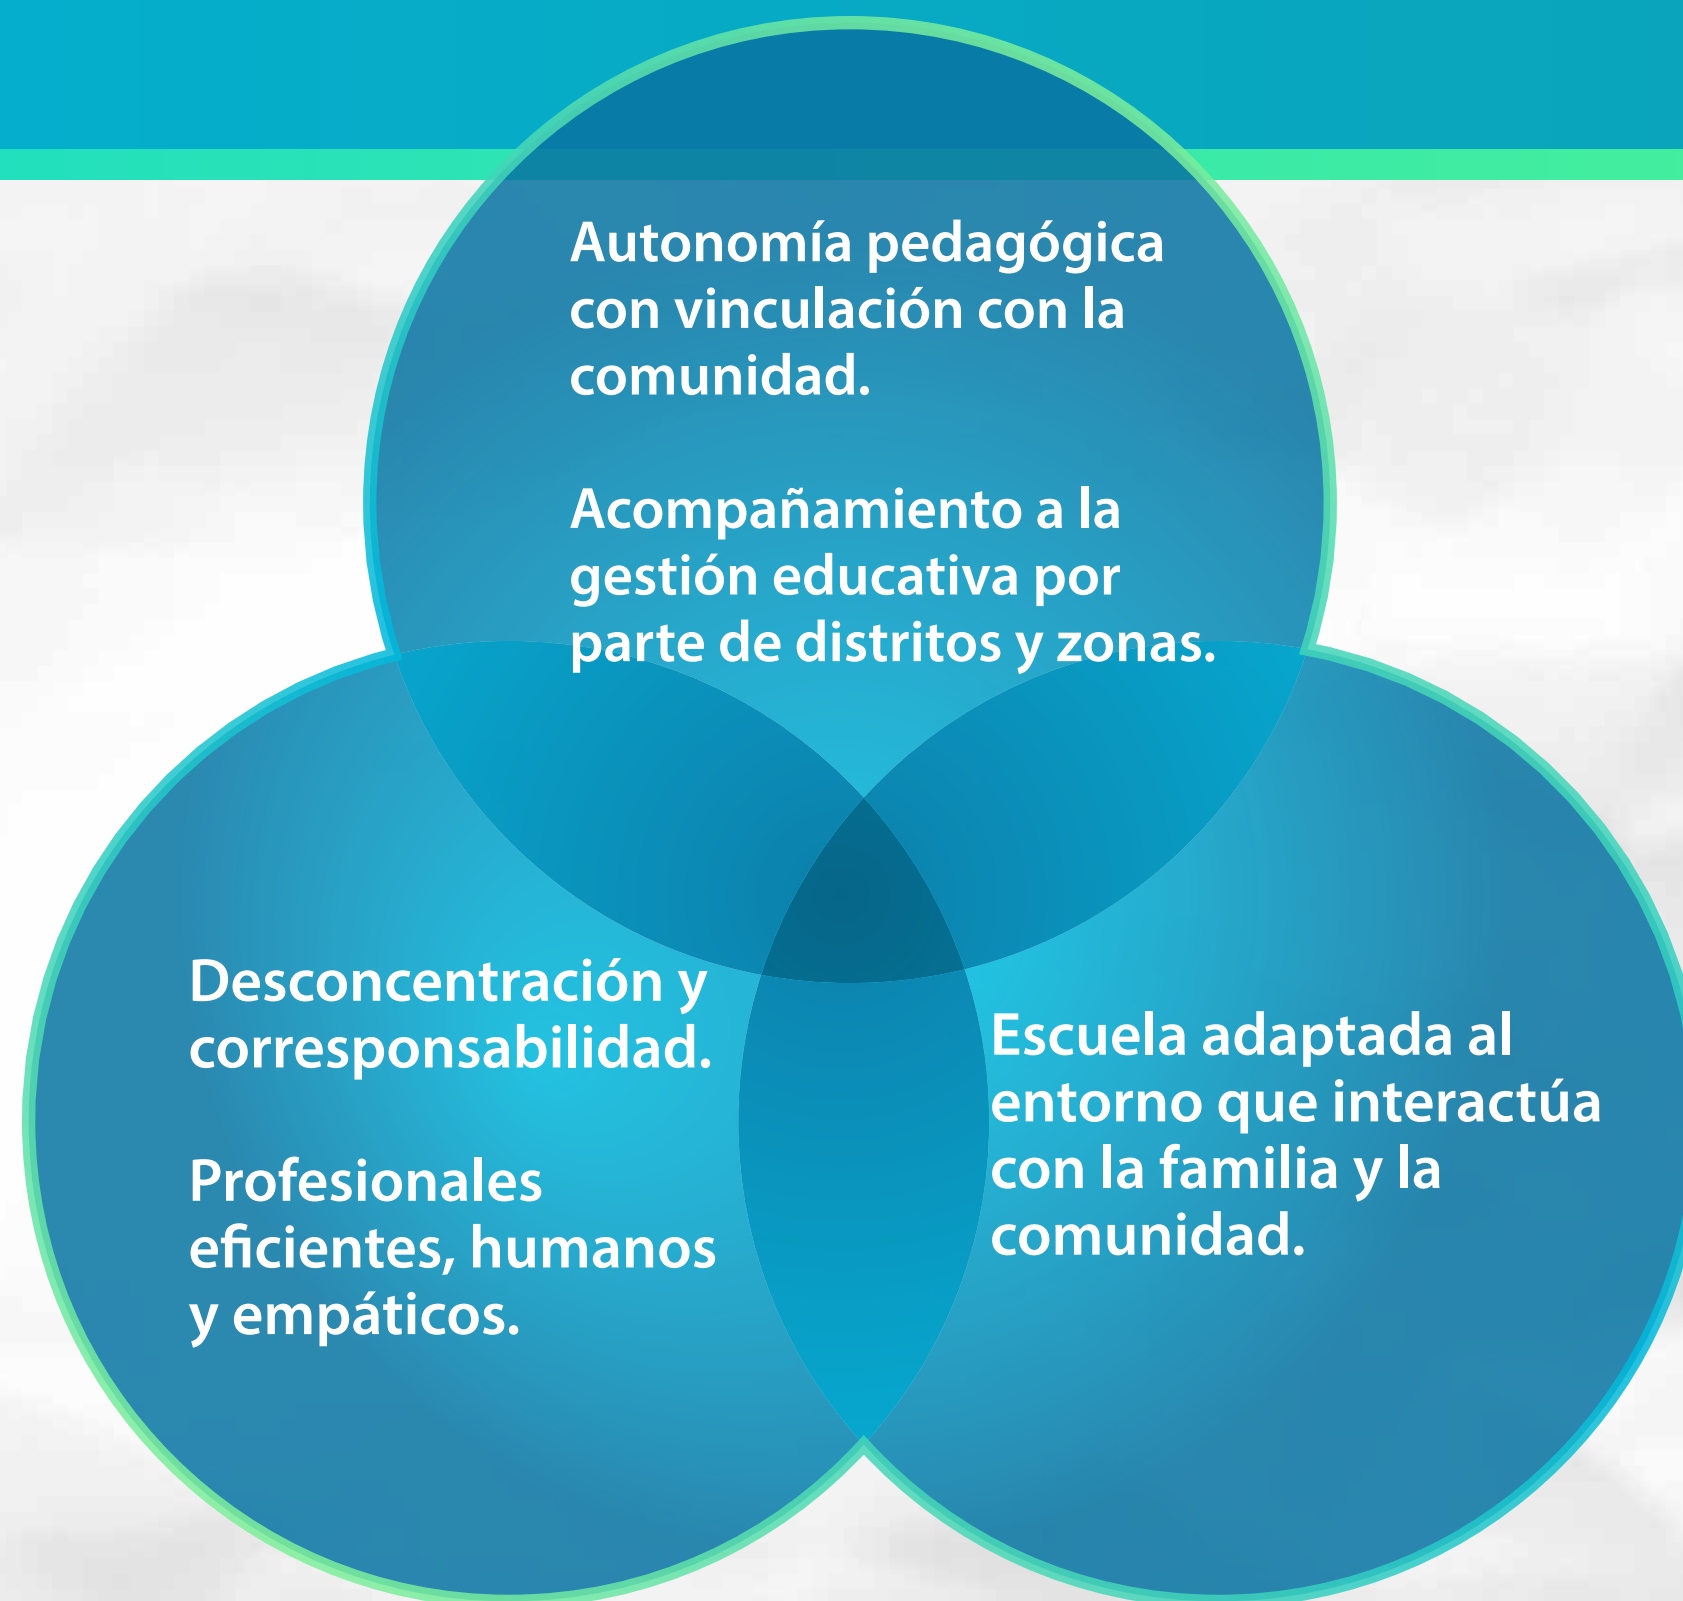 Autonomía pedagógica
con vinculación con la
comunidad.
Acompañamiento a la
gestión educativa por
parte de distritos y zonas.
Desconcentración y
corresponsabilidad.
Profesionales
eficientes, humanos
y empáticos.
Escuela adaptada al
entorno que interactúa
con la familia y la
comunidad.